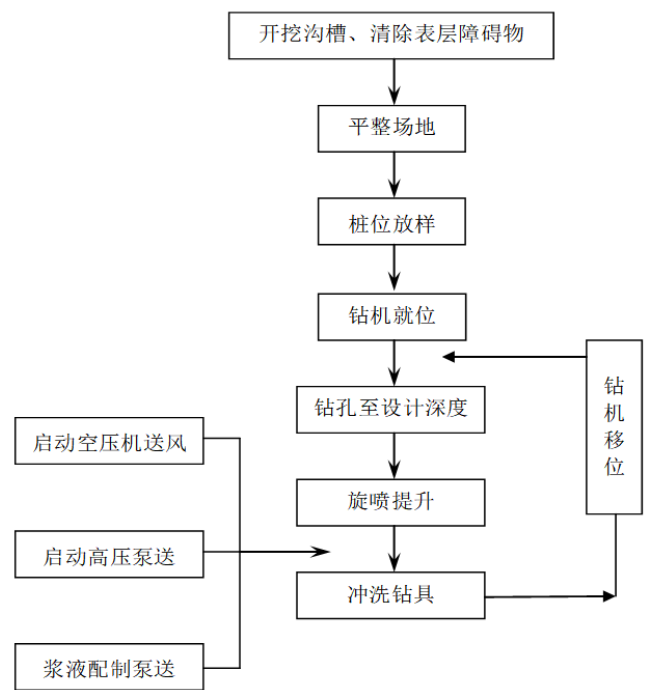 开挖沟槽、清除表层障碍物
平整场地
桩位放样
钻机就位
钻机移位
钻孔至设计深度
启动空压机送风
旋喷提升
启动高压泵送
冲洗钻具
浆液配制泵送